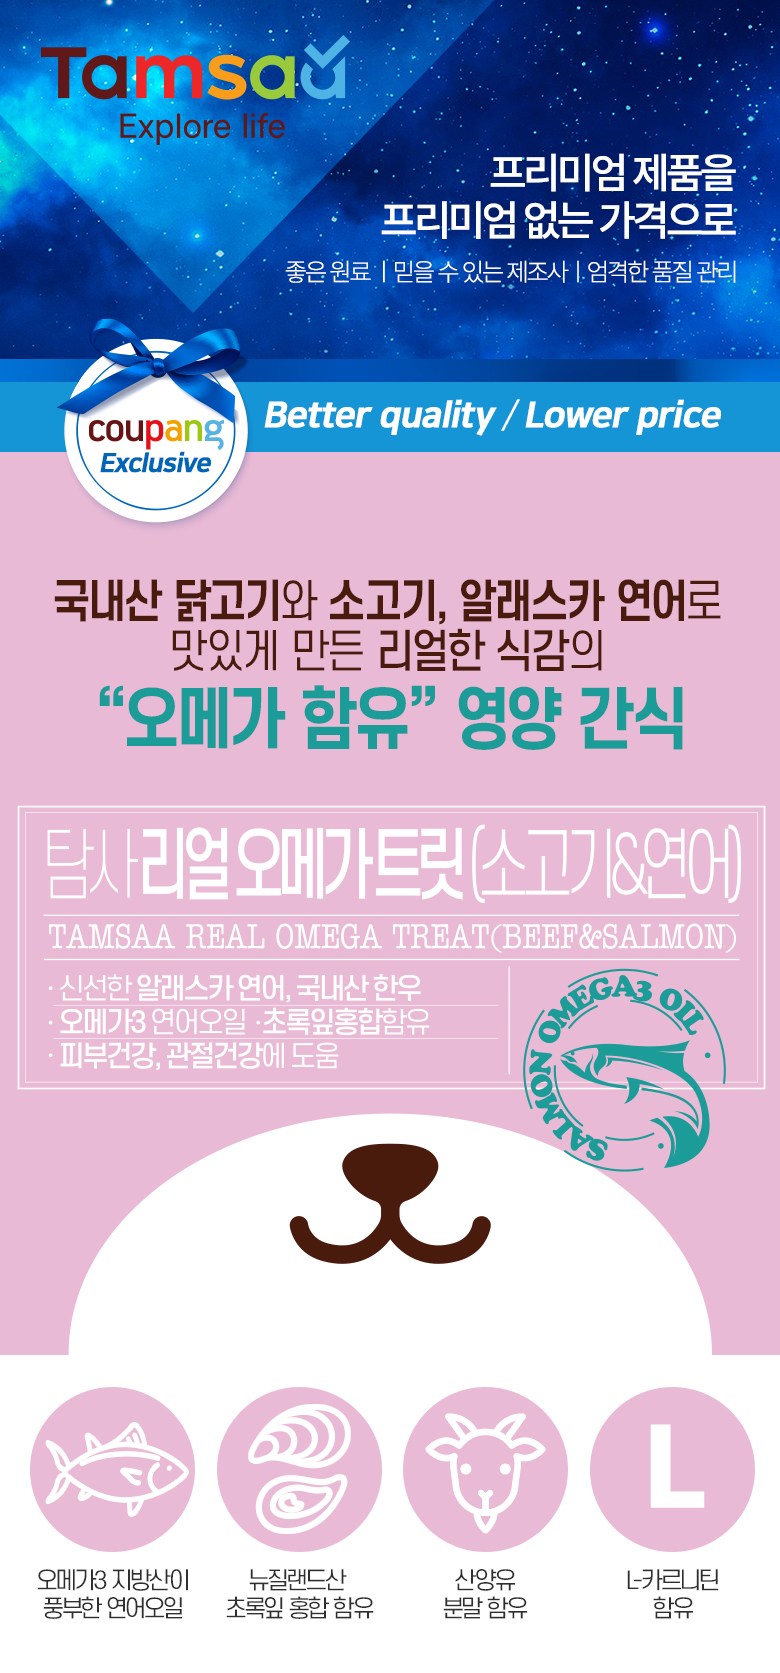 Tamsaa
Explore life
프리미엄 제품을
프리미엄 없는 가격으로
좋은 원료 | 믿을 수 있는 제조사 | 엄격한 품질 관리
coupang
Exclusive
Better quality / Lower price
국내산 닭고기와 소고기, 알래스카 연어로
맛있게 만든 리얼한 식감의
“오메가 함유” 영양 간식
탐사 리얼 오메가 트릿 (소고기&연어)
TAMSAA REAL OMEGA TREAT(BEEF&SALMON)
· 신선한 알래스카 연어, 국내산 한우
· 오메가3 연어오일 ·초록잎홍합함유
· 피부건강, 관절건강에 도움
SALMON OMEGA3 OIL
L
오메가3 지방산이
풍부한 연어오일
뉴질랜드산
초록잎 홍합 함유
산양유
분말 함유
L-카르니틴
함유